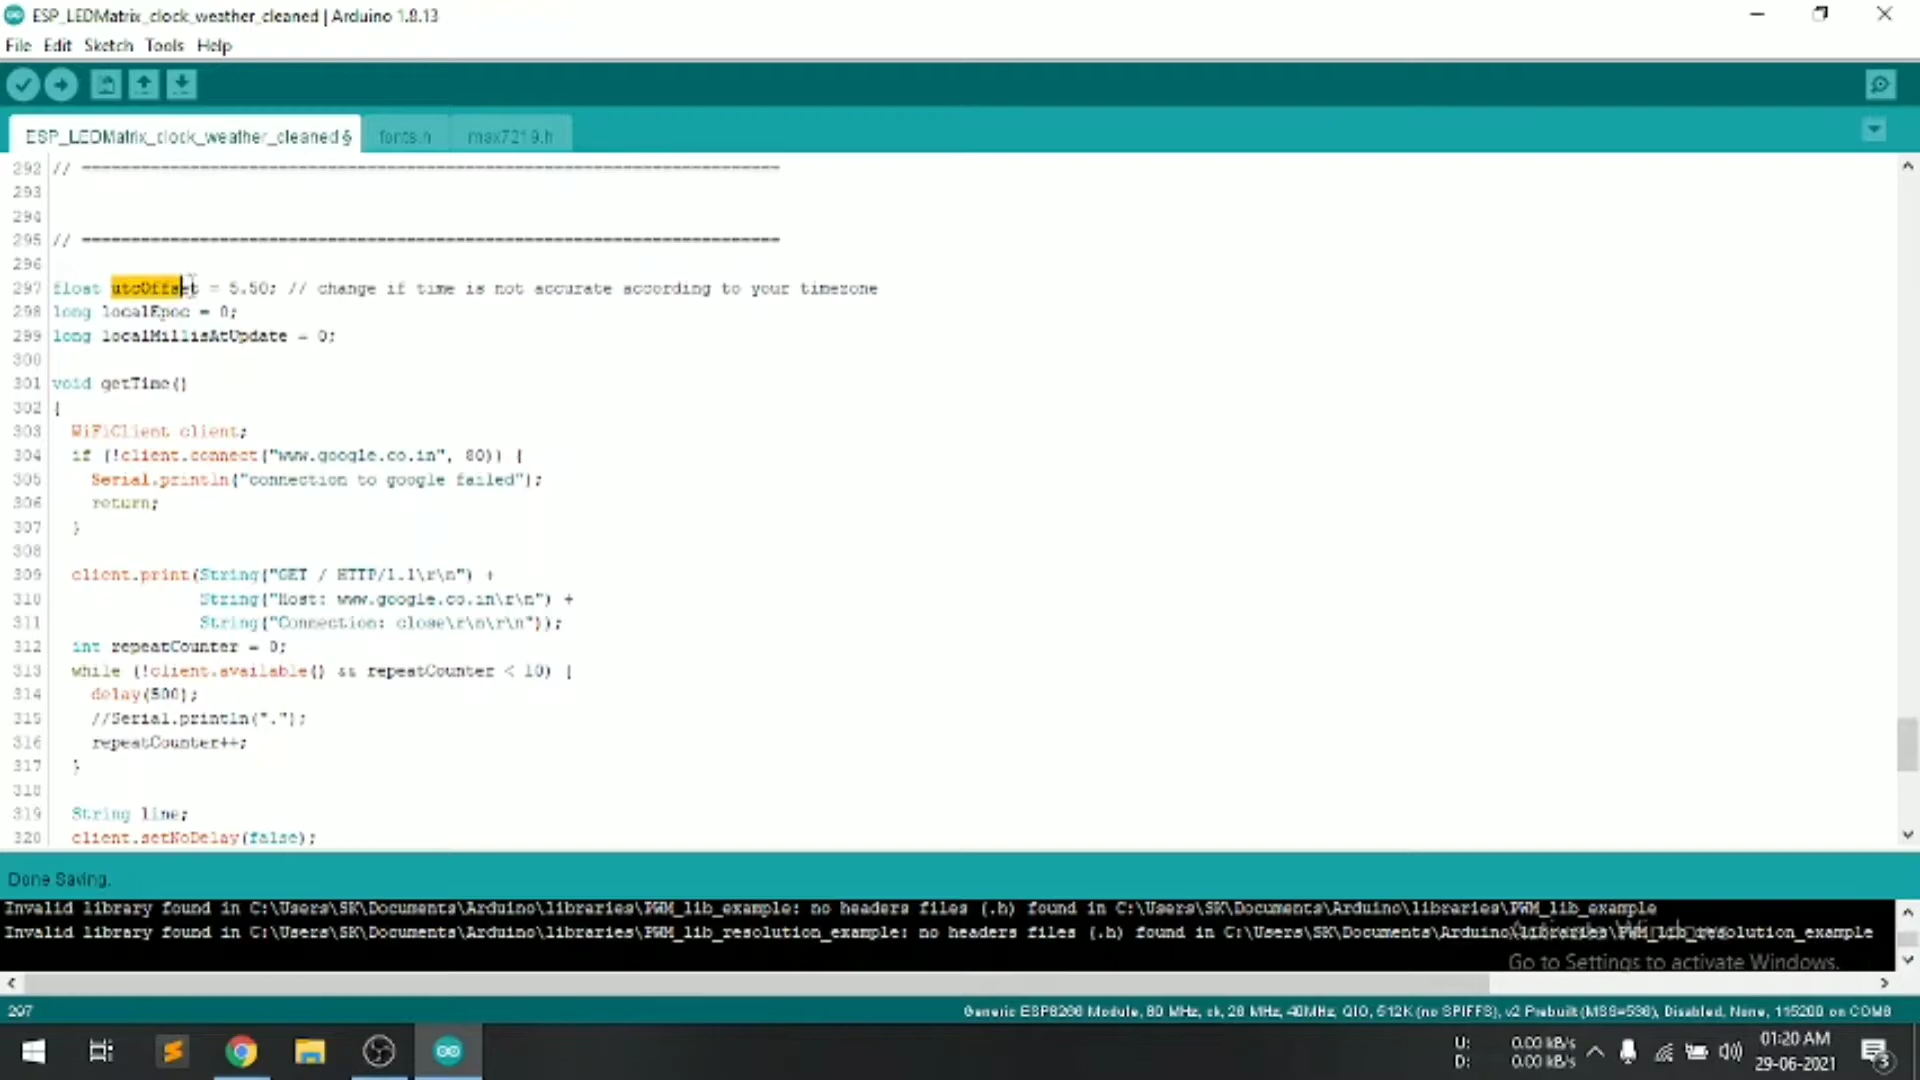 ESP_LEDMatrix_clock_weather_cleaned | Arduino 1.8.13
File Edit Sketch Tools Help
ESP_LEDMatrix_clock_weather_cleaned § fonts.h max7219.h
292 // =======================================================================
293
294
295 // =======================================================================
296
297 float utcOffset = 5.50; // change if time is not accurate according to your timezone
298 long localEpoc = 0;
299 long localMillisAtUpdate = 0;
300
301 void getTime()
302 {
303 WiFiClient client;
304 if (!client.connect("www.google.co.in", 80)) {
305 Serial.println("connection to google failed");
306 return;
307 }
308
309 client.print(String("GET / HTTP/1.1\r\n") +
310 String("Host: www.google.co.in\r\n") +
311 String("Connection: close\r\n\r\n"));
312 int repeatCounter = 0;
313 while (!client.available() && repeatCounter < 10) {
314 delay(500);
315 //Serial.println(".");
316 repeatCounter++;
317 }
318
319 String line;
320 client.setNoDelay(false);
Done Saving.
Invalid library found in C:\Users\SK\Documents\Arduino\libraries\PWM_lib_example: no headers files (.h) found in C:\Users\SK\Documents\Arduino\libraries\PWM_lib_example
Invalid library found in C:\Users\SK\Documents\Arduino\libraries\PWM_lib_resolution_example: no headers files (.h) found in C:\Users\SK\Documents\Arduino\libraries\PWM_lib_resolution_example
Activate Windows
Go to Settings to activate Windows.
297
Generic ESP8266 Module, 80 MHz, ck, 26 MHz, 40MHz, QIO, 512K (no SPIFFS), v2 Prebuilt (MSS=536), Disabled, None, 115200 on COM8
U: 0.00 kB/s
D: 0.00 kB/s
01:20 AM
29-06-2021
3